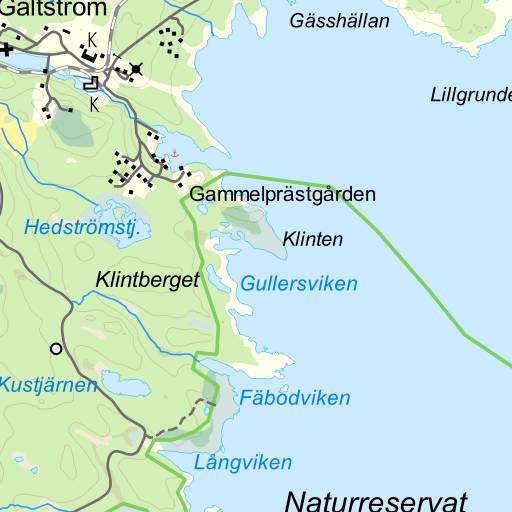 Galtström
Gässhällan
K
Lillgrunde
K
Gammelprästgården
Hedströmstj.
Klinten
Klintberget
Gullersviken
Kustjärnen
Fäbodviken
Långviken
Naturreservat